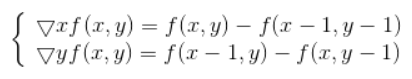 ▽xf(x, y) = f(x, y) − f(x − 1, y − 1)
▽yf(x, y) = f(x − 1, y) − f(x, y − 1)